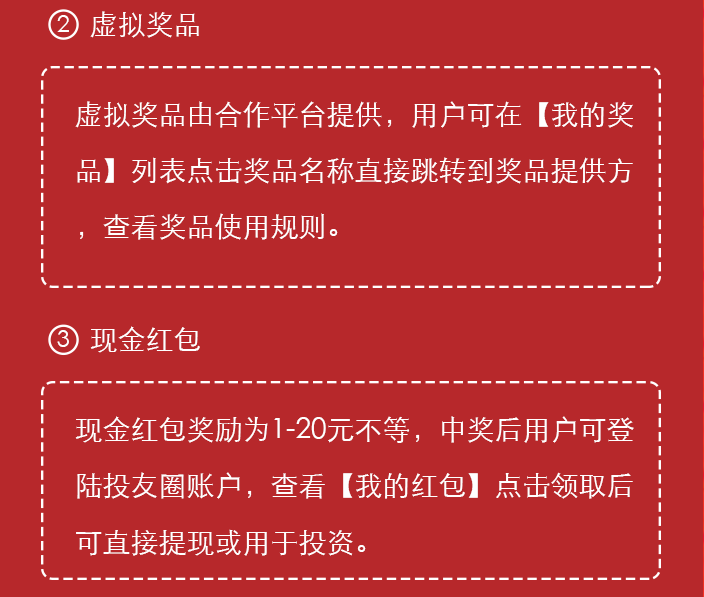 ② 虚拟奖品
虚拟奖品由合作平台提供，用户可在【我的奖
品】列表点击奖品名称直接跳转到奖品提供方
，查看奖品使用规则。
③ 现金红包
现金红包奖励为1-20元不等，中奖后用户可登
陆投友圈账户，查看【我的红包】点击领取后
可直接提现或用于投资。